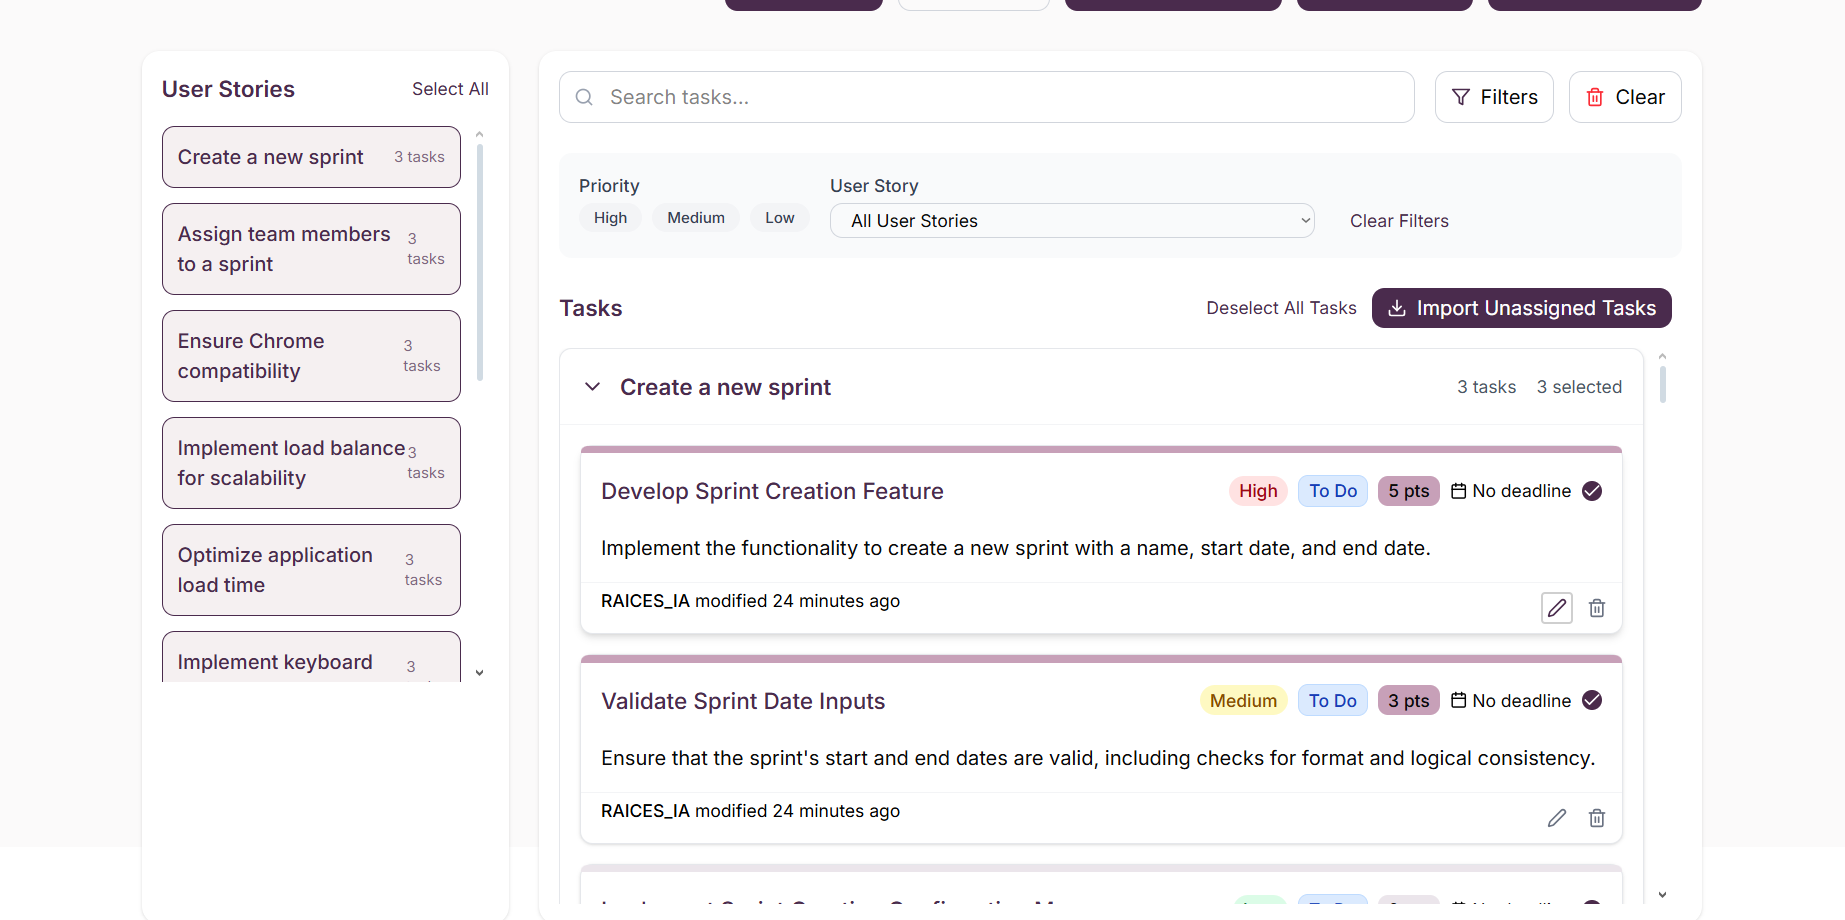 User Stories
Select All
Create a new sprint
3 tasks
Assign team members
to a sprint
3
tasks
Ensure Chrome
compatibility
3
tasks
Implement load balance
for scalability
3
tasks
Optimize application
load time
3
tasks
Implement keyboard
3
Search tasks...
Filters
Clear
Priority
High
Medium
Low
User Story
All User Stories
Clear Filters
Tasks
Deselect All Tasks
Import Unassigned Tasks
Create a new sprint
3 tasks
3 selected
Develop Sprint Creation Feature
High
To Do
5 pts
No deadline
Implement the functionality to create a new sprint with a name, start date, and end date.
RAICES_IA modified 24 minutes ago
Validate Sprint Date Inputs
Medium
To Do
3 pts
No deadline
Ensure that the sprint's start and end dates are valid, including checks for format and logical consistency.
RAICES_IA modified 24 minutes ago